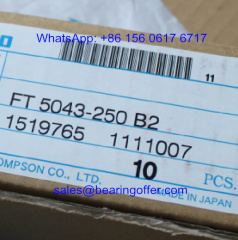 WhatsApp: +86 156 0617 6717
11
FT 5043-250 B2
1519765 1111007
10 PCS.
OMPSON CO., LTD.
MADE IN JAPAN
sales@bearingoffer.com